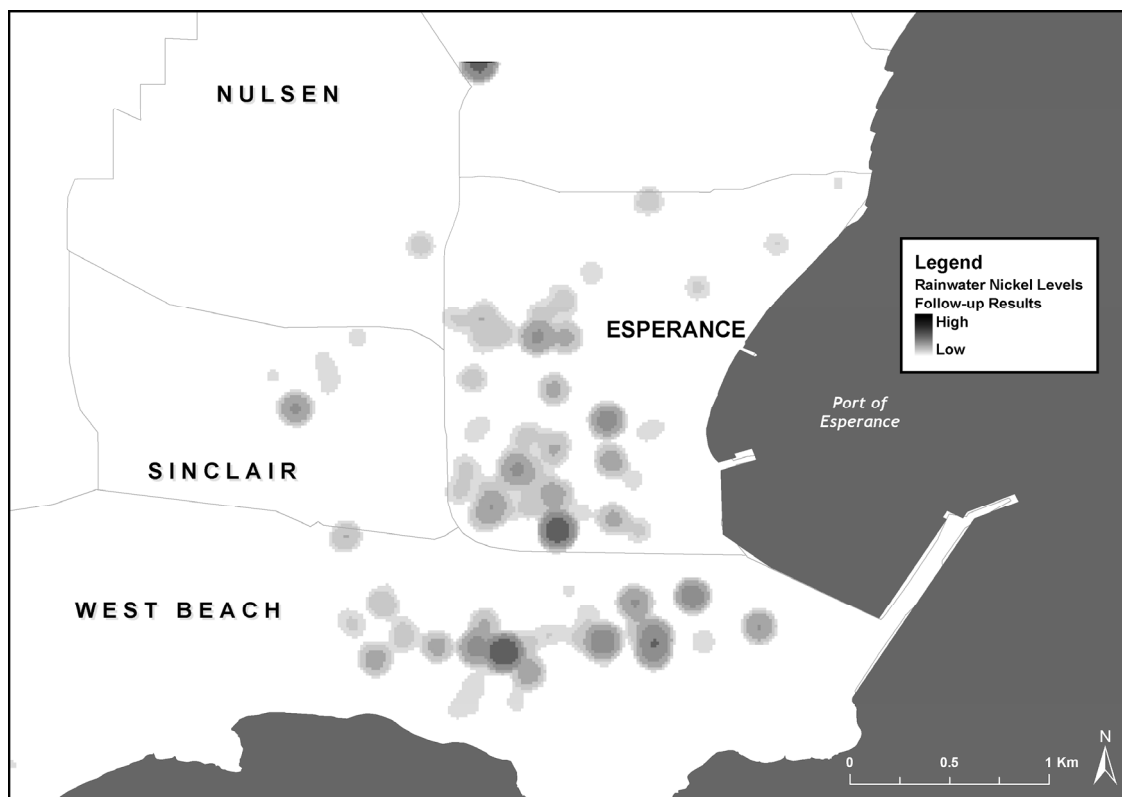 NULSEN
Legend
Rainwater Nickel Levels
Follow-up Results
High
Low
ESPERANCE
Port of
Esperance
SINCLAIR
WEST BEACH
N
0 0.5 1 Km